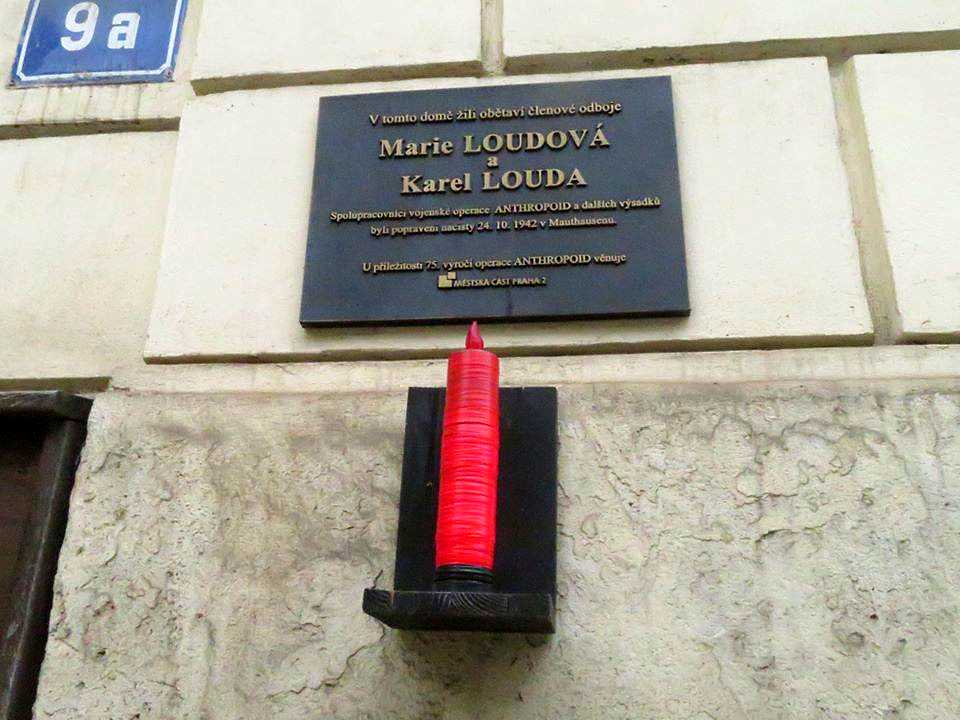 9a
V tomto domě žili obětaví členové odboje
Marie LOUDOVÁ
a
Karel LOUDA
Spolupracovníci vojenské operace ANTHROPOID a dalších výsadků
byli popraveni nacisty 24. 10. 1942 v Mauthausenu.
U příležitosti 75. výročí operace ANTHROPOID věnuje
MĚSTSKÁ ČÁST PRAHA 2